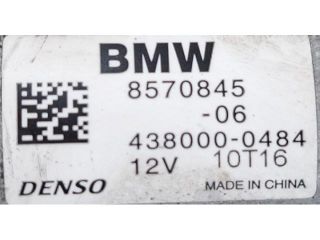 BMW
8570845
-06
438000-0484
12V 10T16
DENSO MADE IN CHINA